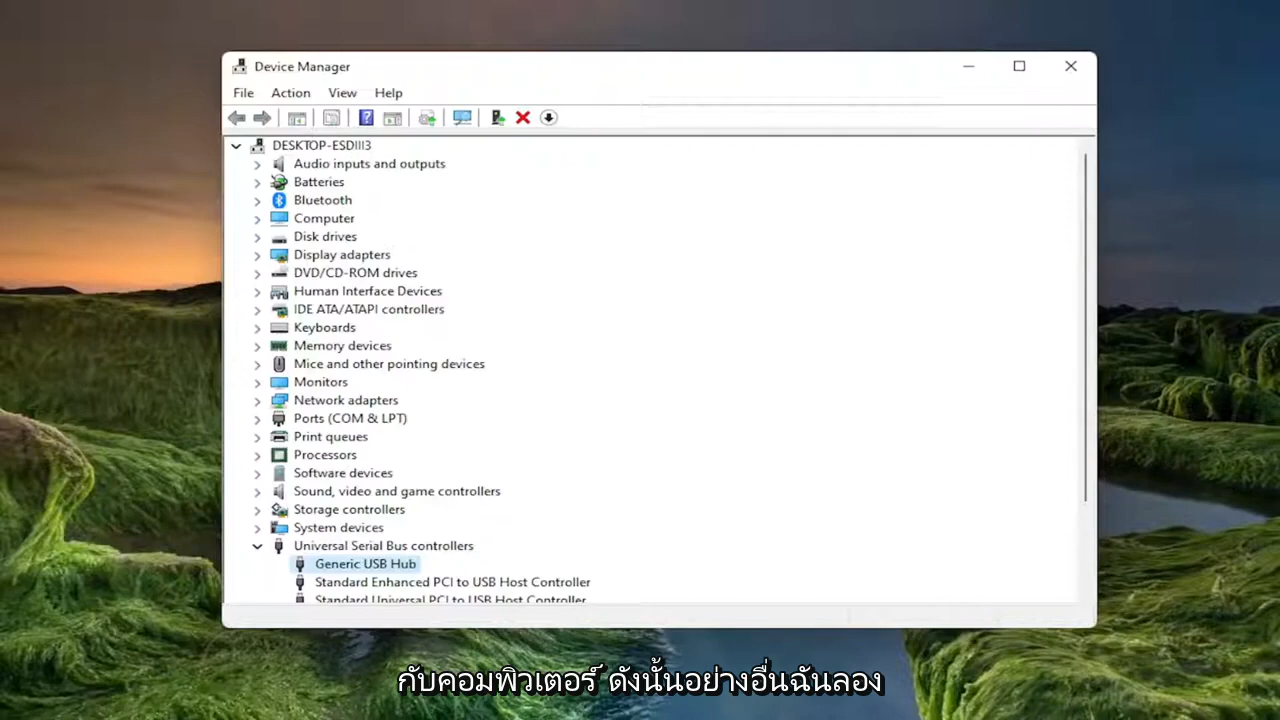 Device Manager
File Action View Help
DESKTOP-ESDIII3
Audio inputs and outputs
Batteries
Bluetooth
Computer
Disk drives
Display adapters
DVD/CD-ROM drives
Human Interface Devices
IDE ATA/ATAPI controllers
Keyboards
Memory devices
Mice and other pointing devices
Monitors
Network adapters
Ports (COM & LPT)
Print queues
Processors
Software devices
Sound, video and game controllers
Storage controllers
System devices
Universal Serial Bus controllers
Generic USB Hub
Standard Enhanced PCI to USB Host Controller
Standard Universal PCI to USB Host Controller
กับคอมพิวเตอร์ ดังนั้นอย่างอื่นฉันลอง